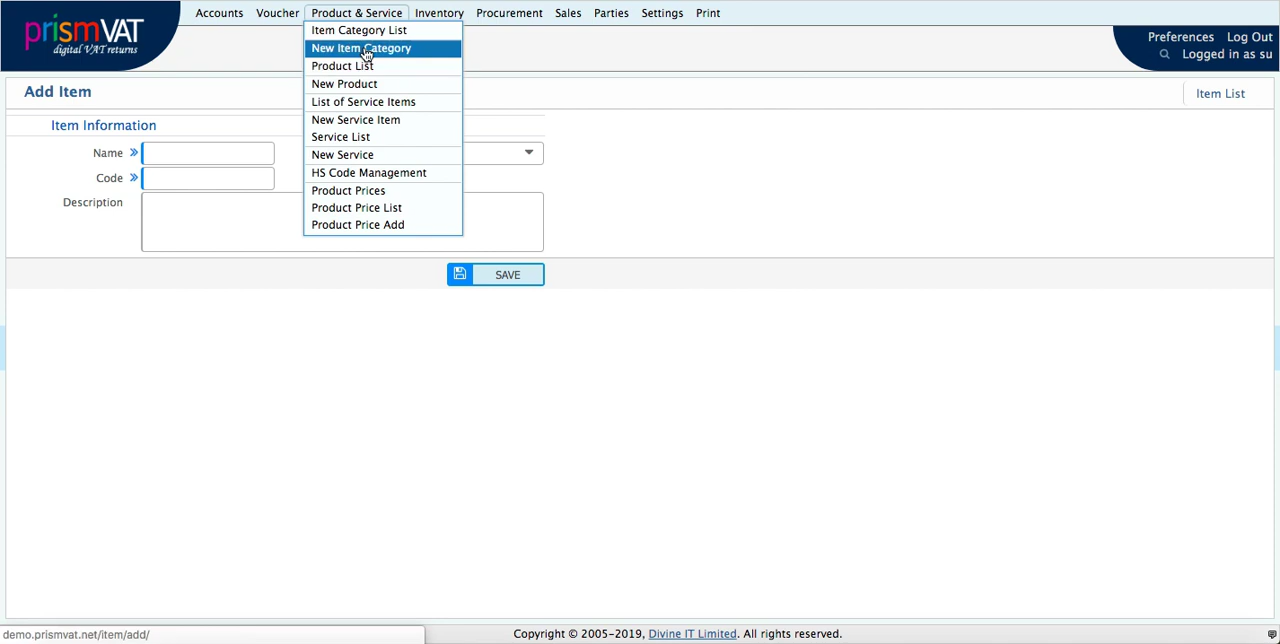 Accounts Voucher Product & Service Inventory Procurement Sales Parties Settings Print
prismVAT
digital VAT returns
Preferences Log Out
Logged in as su
Item Category List
New Item Category
Product List
New Product
List of Service Items
New Service Item
Service List
New Service
HS Code Management
Product Prices
Product Price List
Product Price Add
Add Item
Item List
Item Information
Name »
Code »
Description
SAVE
demo.prismvat.net/item/add/
Copyright © 2005-2019, Divine IT Limited. All rights reserved.